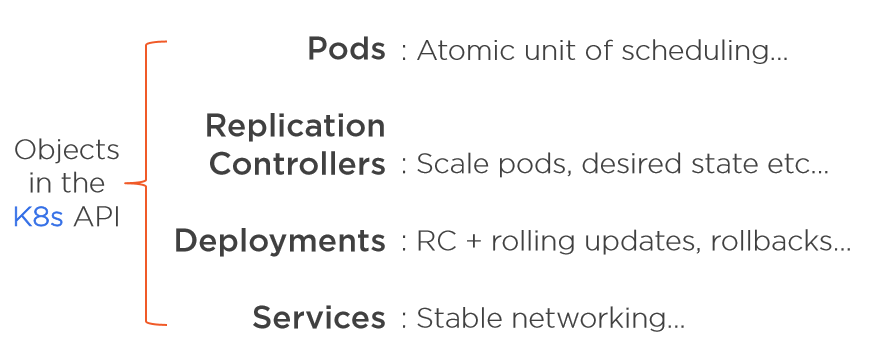 Objects
in the
K8s API
Pods : Atomic unit of scheduling...
Replication
Controllers : Scale pods, desired state etc...
Deployments : RC + rolling updates, rollbacks...
Services : Stable networking...